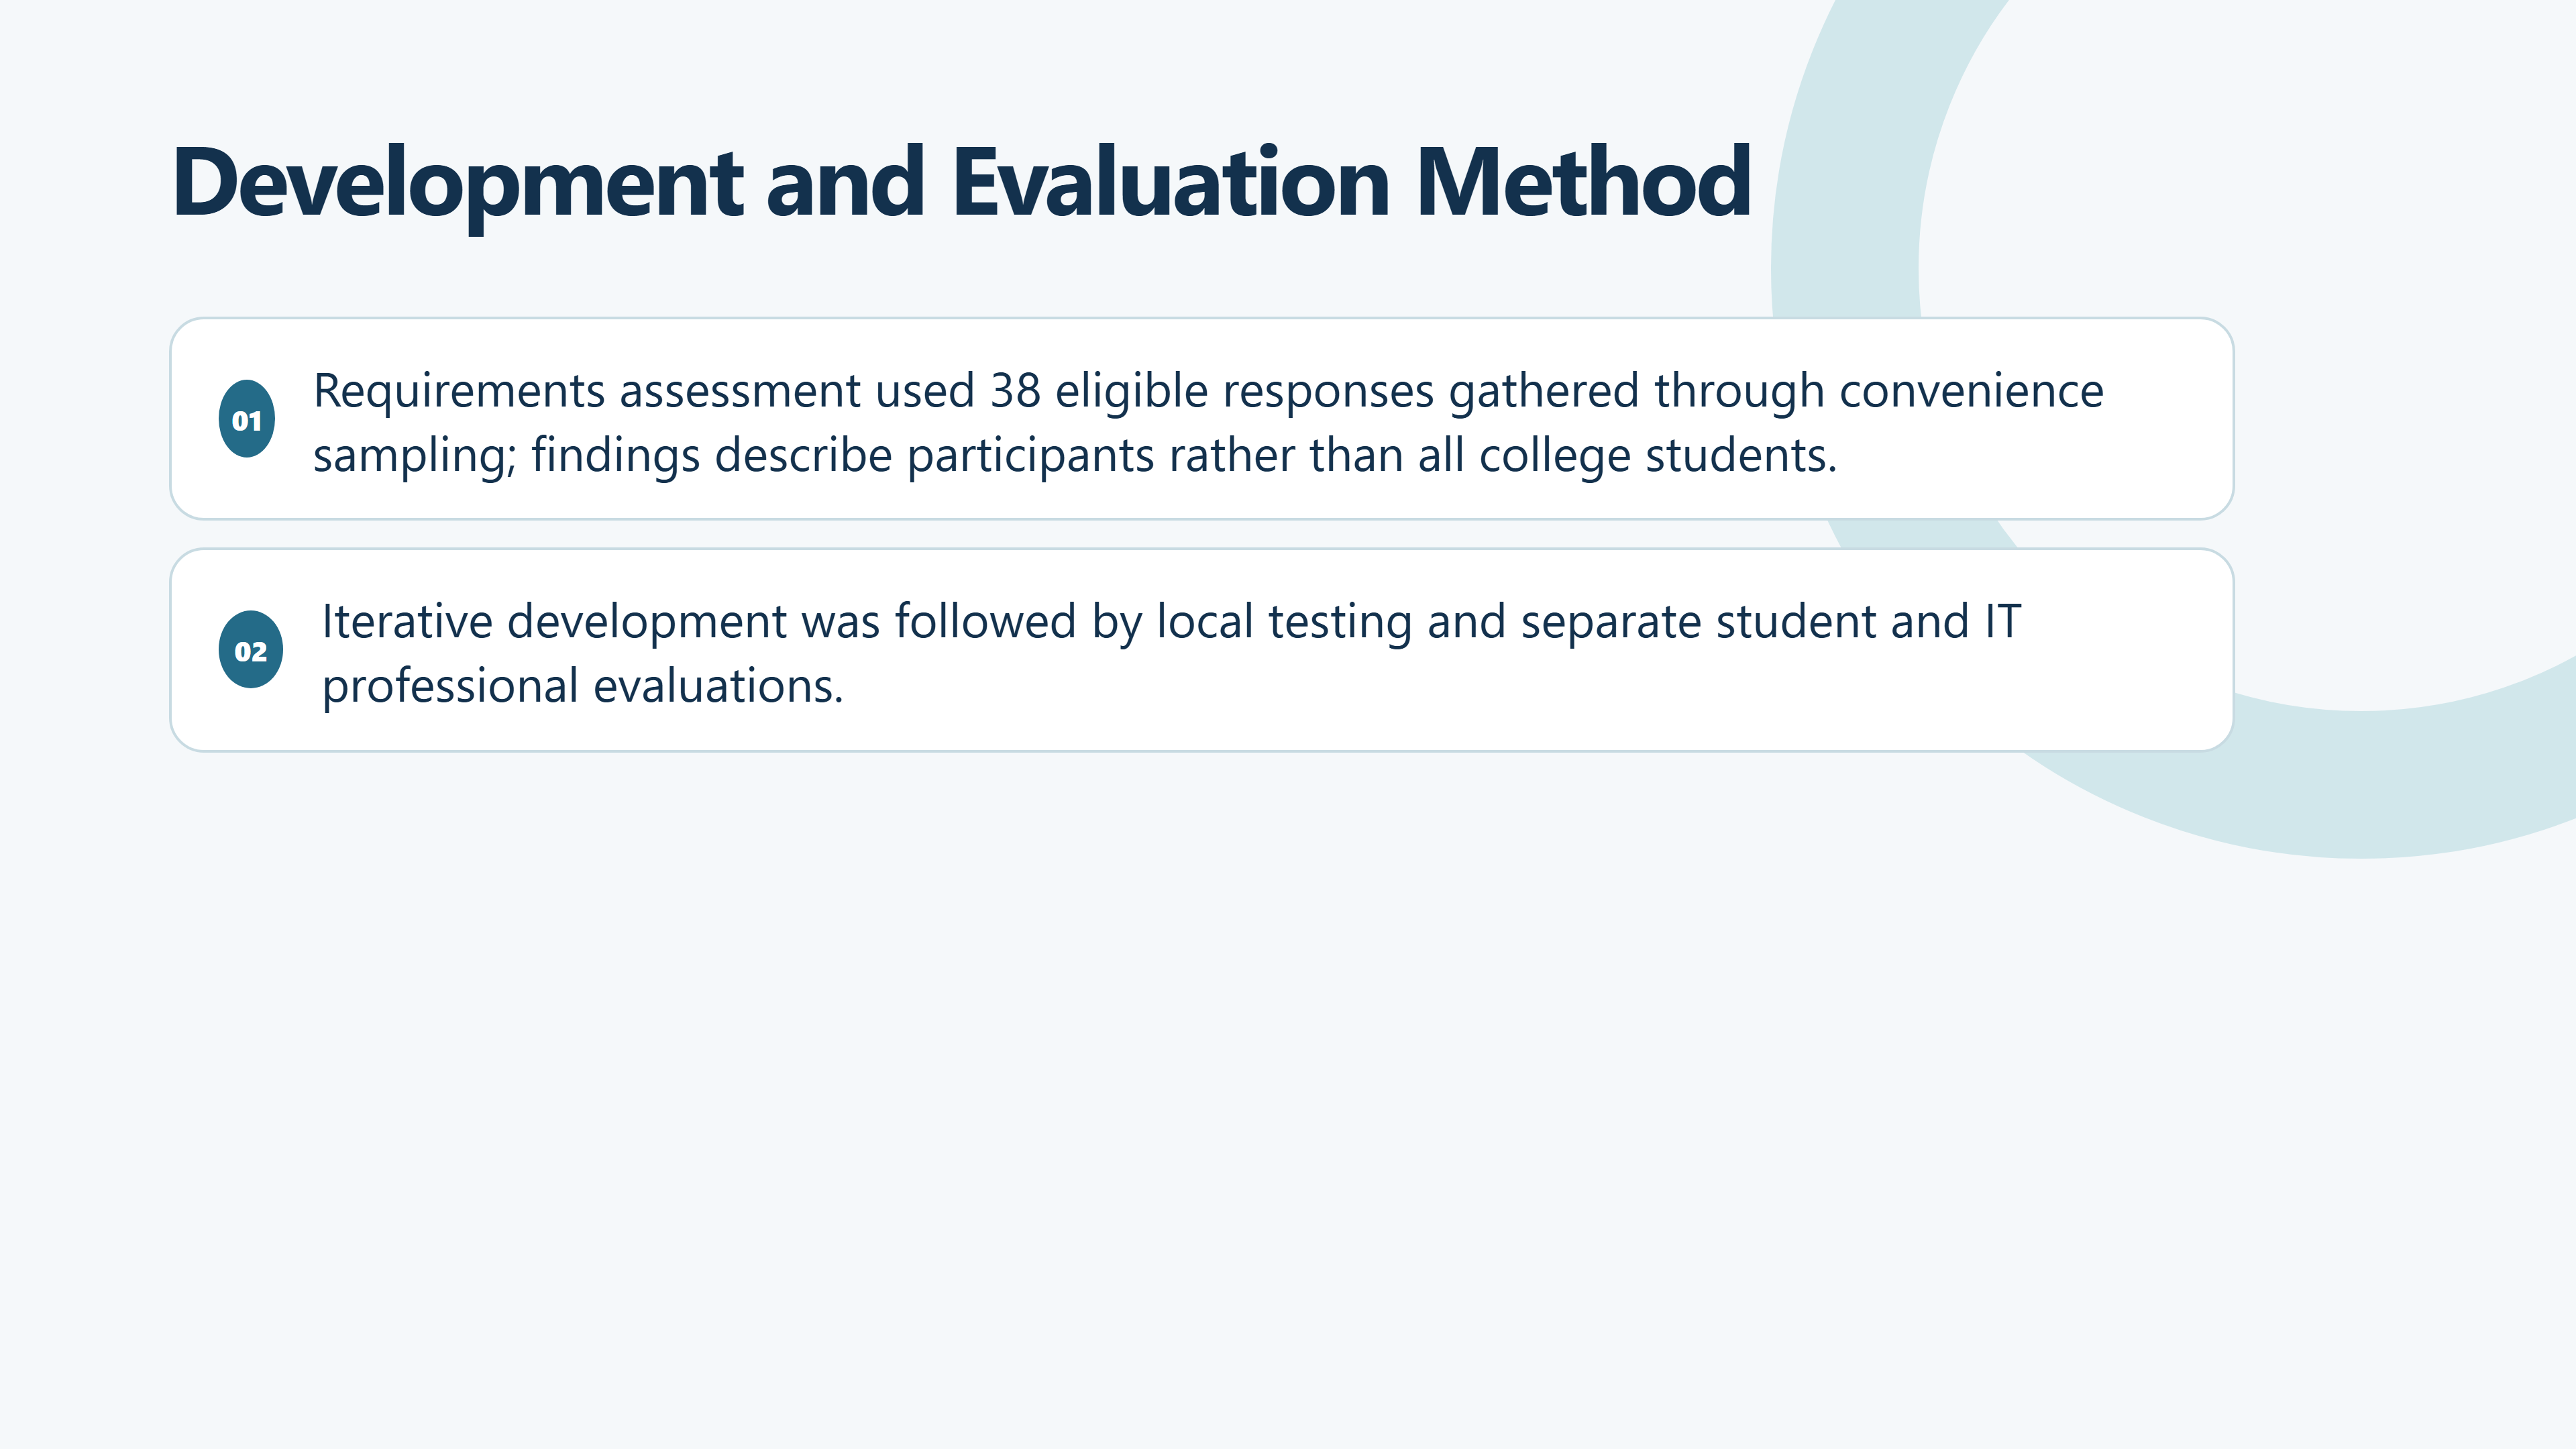 Development and Evaluation Method
01
Requirements assessment used 38 eligible responses gathered through convenience
sampling; findings describe participants rather than all college students.
02
Iterative development was followed by local testing and separate student and IT
professional evaluations.